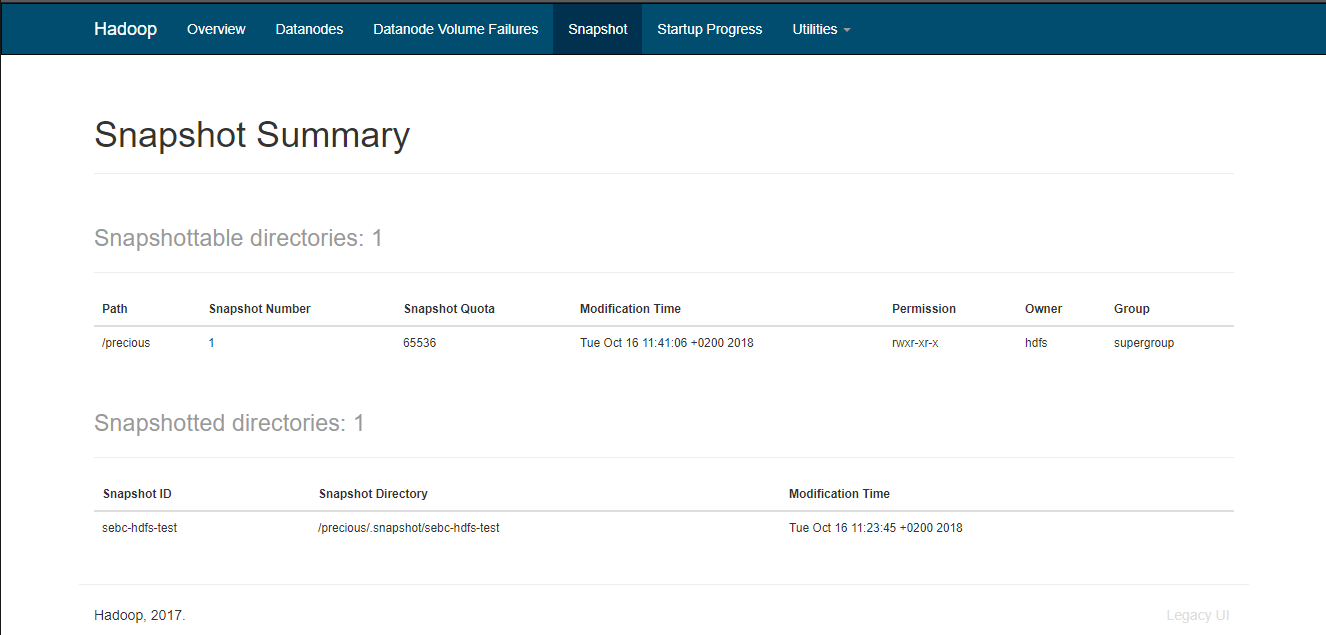 Hadoop Overview Datanodes Datanode Volume Failures Snapshot Startup Progress Utilities
Snapshot Summary
Snapshottable directories: 1
Path Snapshot Number Snapshot Quota Modification Time Permission Owner Group
/precious 1 65536 Tue Oct 16 11:41:06 +0200 2018 rwxr-xr-x hdfs supergroup
Snapshotted directories: 1
Snapshot ID Snapshot Directory Modification Time
sebc-hdfs-test /precious/.snapshot/sebc-hdfs-test Tue Oct 16 11:23:45 +0200 2018
Hadoop, 2017. Legacy UI